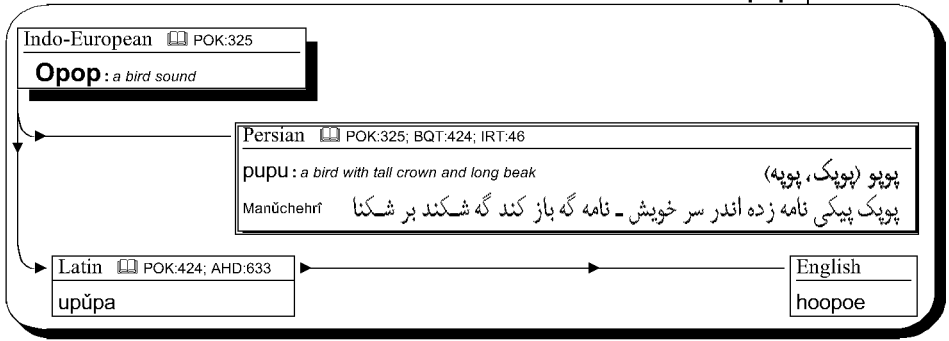 Indo-European POK:325
Opop : a bird sound
Persian POK:325; BQT:424; IRT:46
pupu : a bird with tall crown and long beak پوپو (پوپک، پوپه)
Manŭchehrî پوپک پیکی نامه زده اندر سر خویش ـ نامه گه باز کند گه شـکند بر شـکنا
Latin POK:424; AHD:633
upŭpa
English
hoopoe